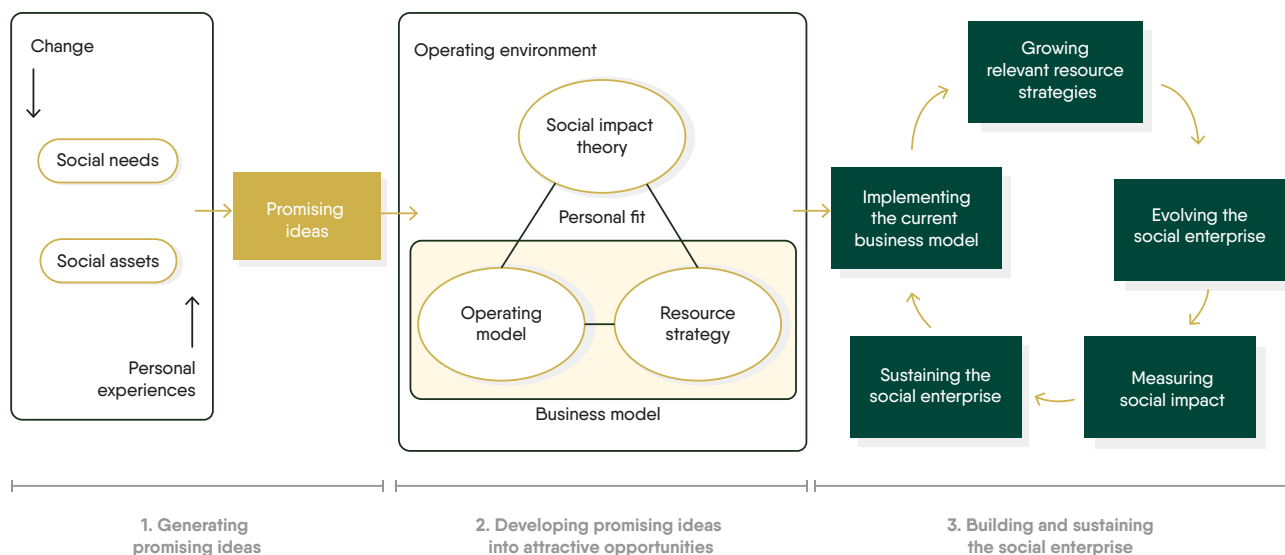 Change
Social needs
Social assets
Personal
experiences
Promising
ideas
Operating environment
Social impact
theory
Personal fit
Operating
model
Resource
strategy
Business model
Growing
relevant resource
strategies
Implementing
the current
business model
Evolving the
social enterprise
Sustaining the
social enterprise
Measuring
social impact
1. Generating
promising ideas
2. Developing promising ideas
into attractive opportunities
3. Building and sustaining
the social enterprise